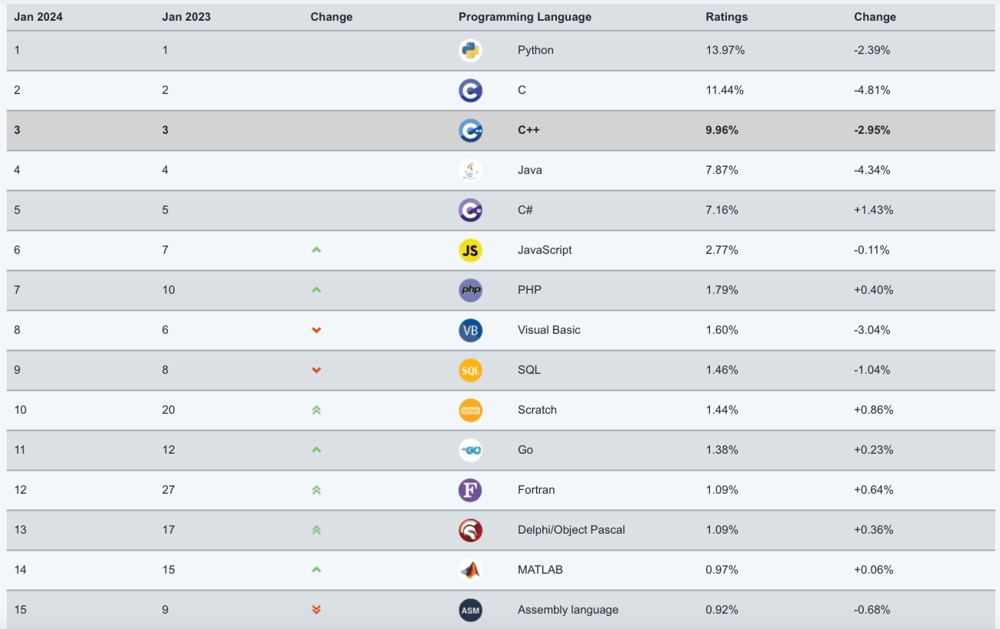 Jan 2024 Jan 2023 Change Programming Language Ratings Change
1 1 Python 13.97% -2.39%
2 2 C C 11.44% -4.81%
3 3 C++ C++ 9.96% -2.95%
4 4 Java 7.87% -4.34%
5 5 C C# 7.16% +1.43%
6 7 JS JavaScript 2.77% -0.11%
7 10 php PHP 1.79% +0.40%
8 6 VB Visual Basic 1.60% -3.04%
9 8 SQL SQL 1.46% -1.04%
10 20 Scratch 1.44% +0.86%
11 12 GO Go 1.38% +0.23%
12 27 F Fortran 1.09% +0.64%
13 17 Delphi/Object Pascal 1.09% +0.36%
14 15 MATLAB 0.97% +0.06%
15 9 ASM Assembly language 0.92% -0.68%